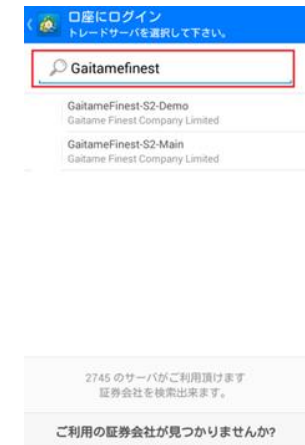 口座にログイン
トレードサーバを選択して下さい。
Gaitamefinest
GaitameFinest-S2-Demo
Gaitame Finest Company Limited
GaitameFinest-S2-Main
Gaitame Finest Company Limited
2745 のサーバがご利用頂けます
証券会社を検索出来ます。
ご利用の証券会社が見つかりませんか?